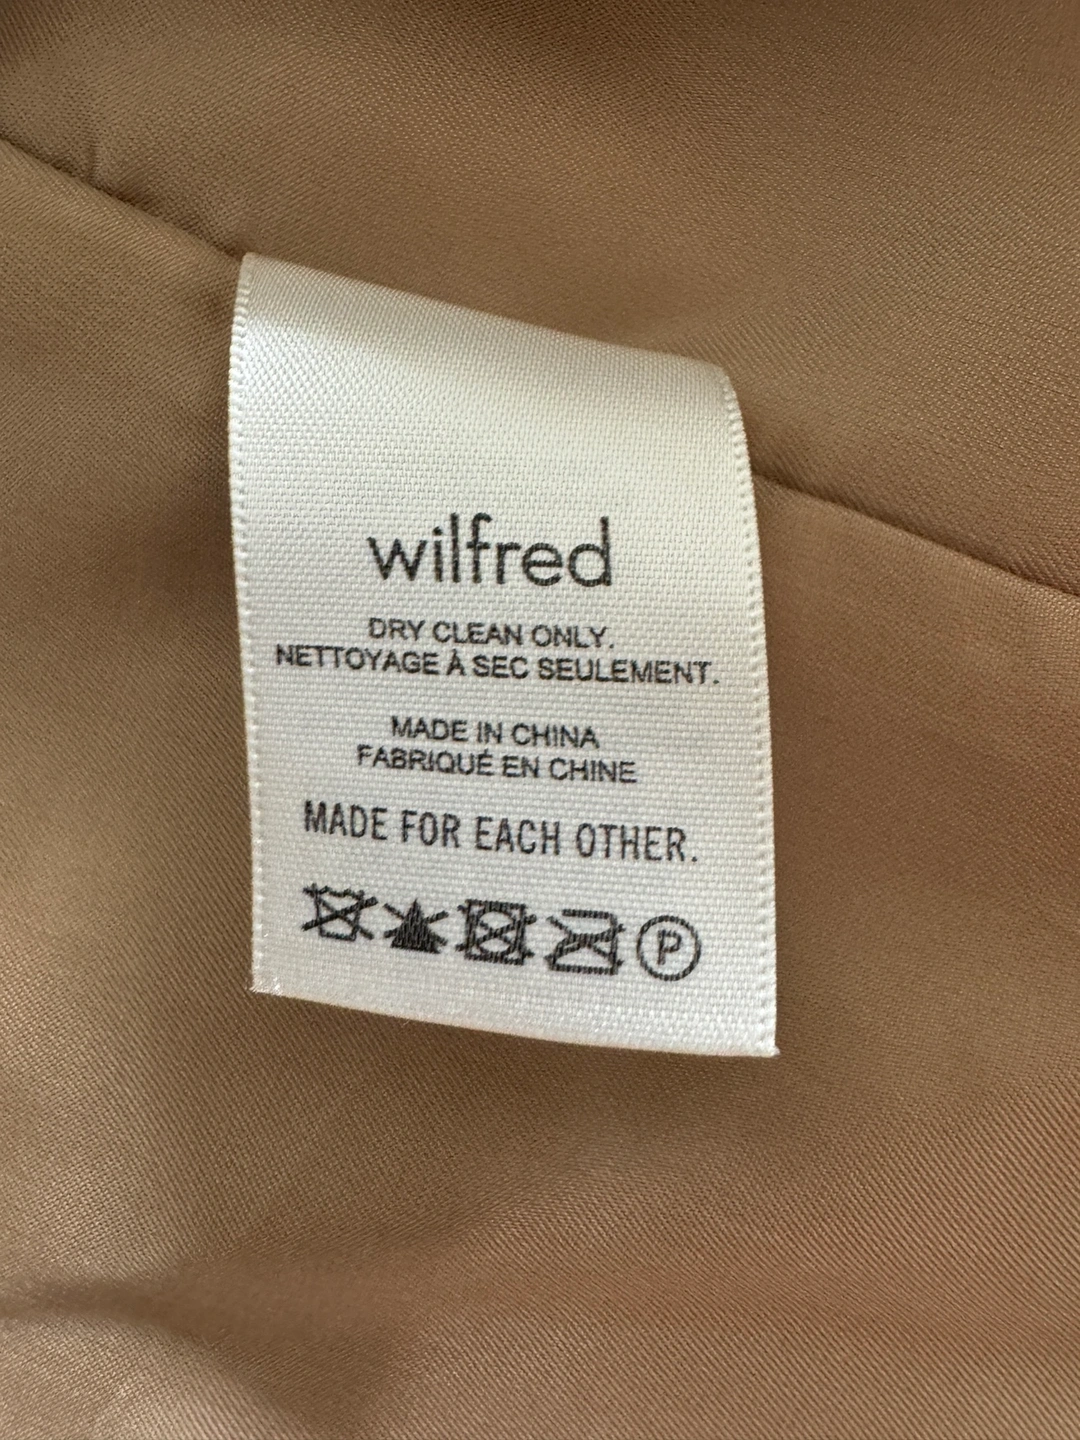 wilfred
DRY CLEAN ONLY.
NETTOYAGE À SEC SEULEMENT.
MADE IN CHINA
FABRIQUÉ EN CHINE
MADE FOR EACH OTHER.
P